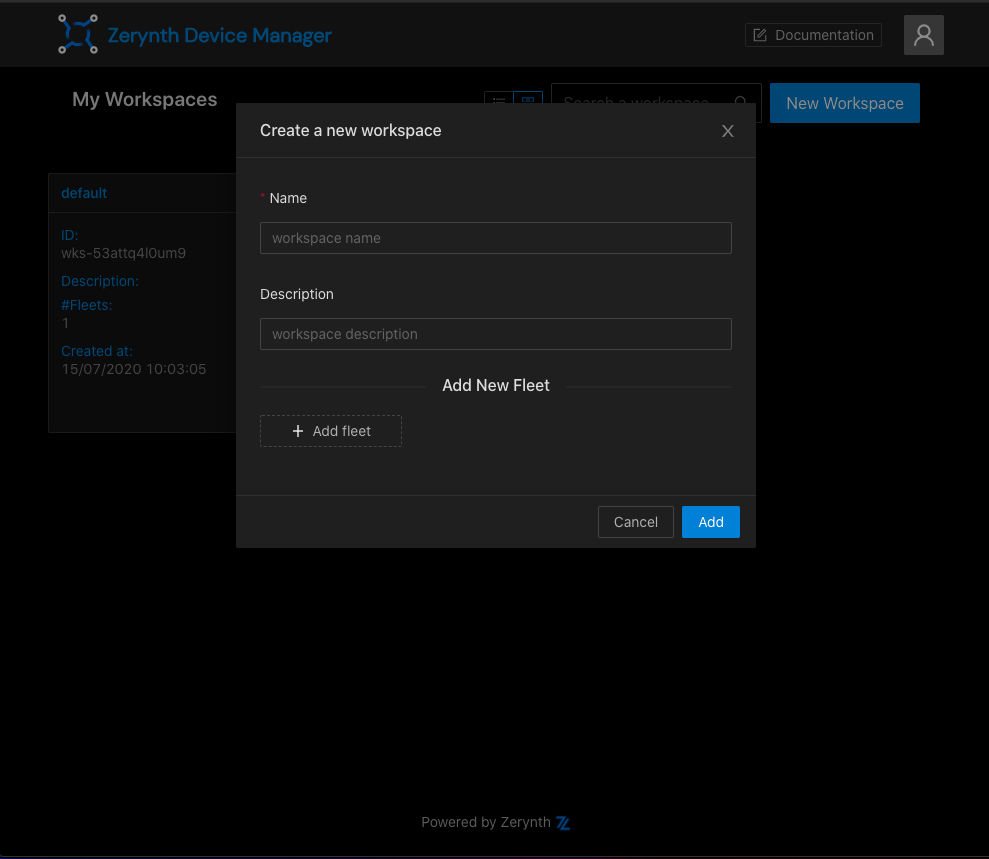 Zerynth Device Manager
Documentation
My Workspaces
Search a workspace
New Workspace
Create a new workspace
default
* Name
workspace name
ID:
wks-53attq4l0um9
Description:
#Fleets:
1
Created at:
15/07/2020 10:03:05
Description
workspace description
Add New Fleet
+ Add fleet
Cancel
Add
Powered by Zerynth